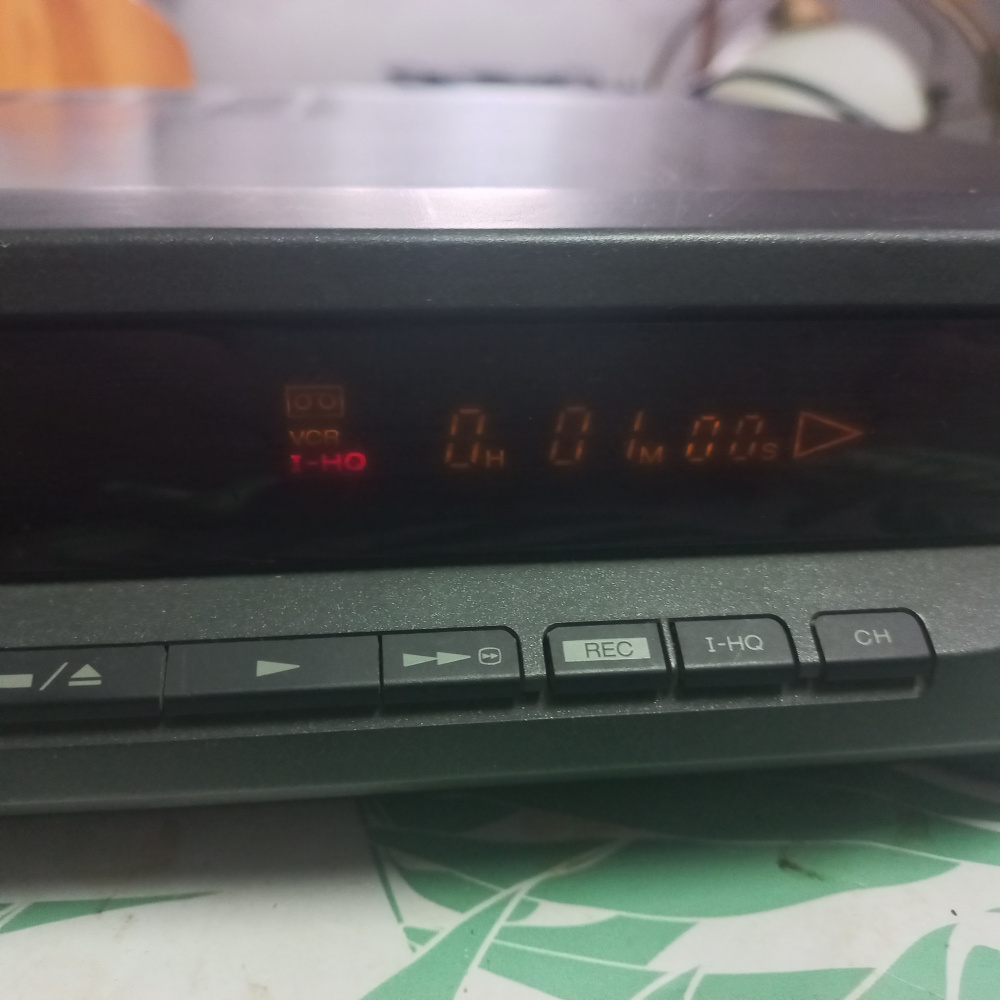 VCR
I-HQ
0H 01M 00S
REC
I-HQ
CH